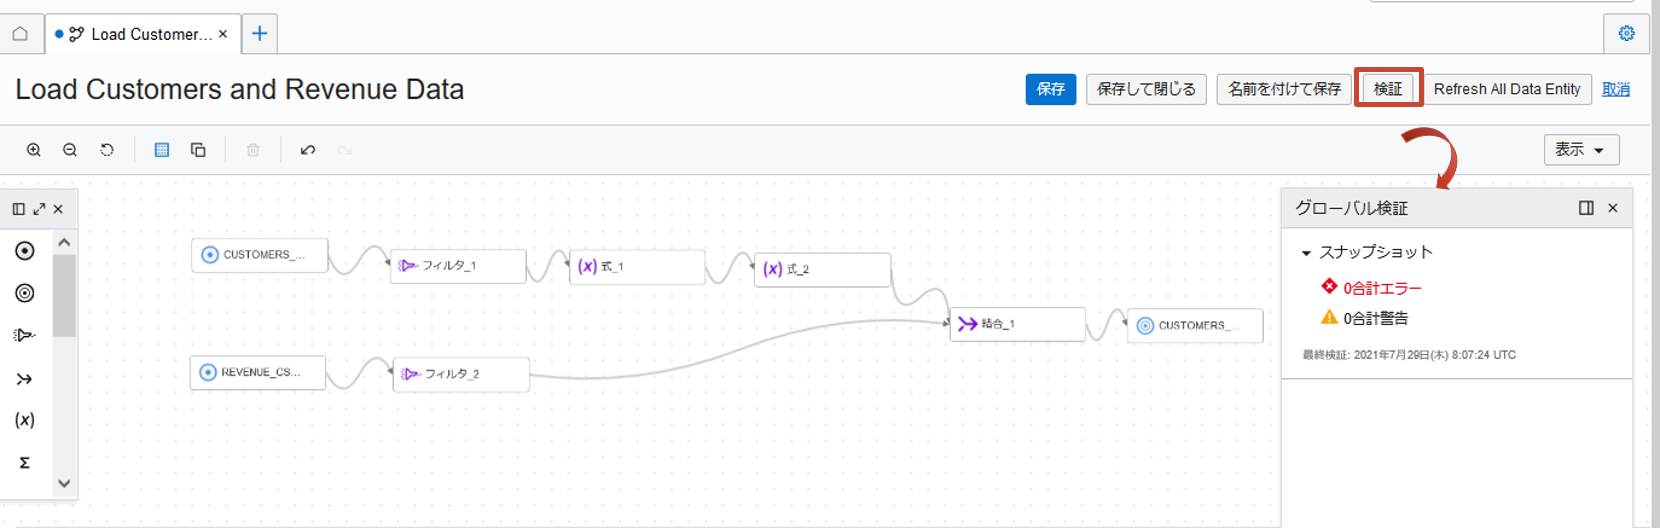 Load Customer... ×
Load Customers and Revenue Data
保存
保存して閉じる
名前を付けて保存
検証
Refresh All Data Entity
取消
表示
グローバル検証
スナップショット
0合計エラー
0合計警告
最終検証: 2021年7月29日(木) 8:07:24 UTC
CUSTOMERS_...
フィルタ_1
(x) 式_1
(x) 式_2
結合_1
CUSTOMERS_...
REVENUE_CS...
フィルタ_2
(x)
Σ